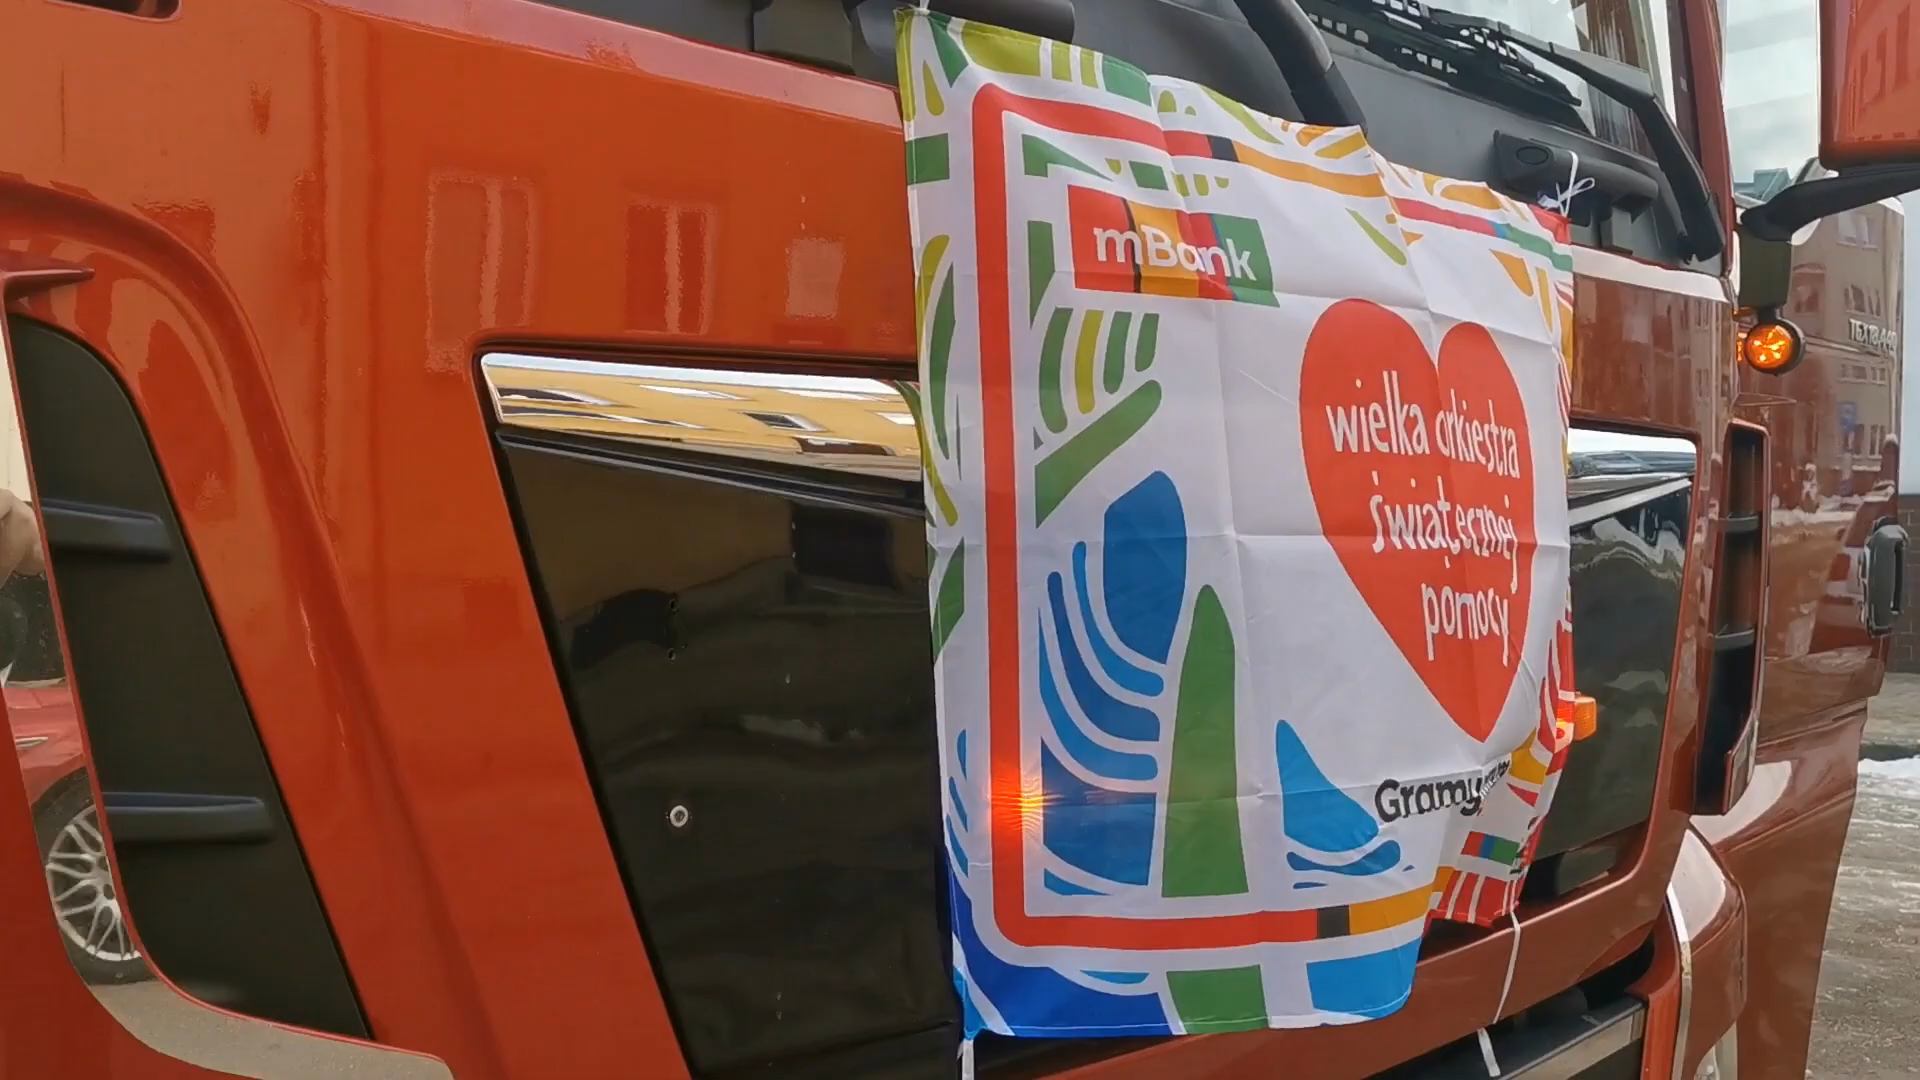 mBank
wielka orkiestra
świątecznej
pomocy
Gramy